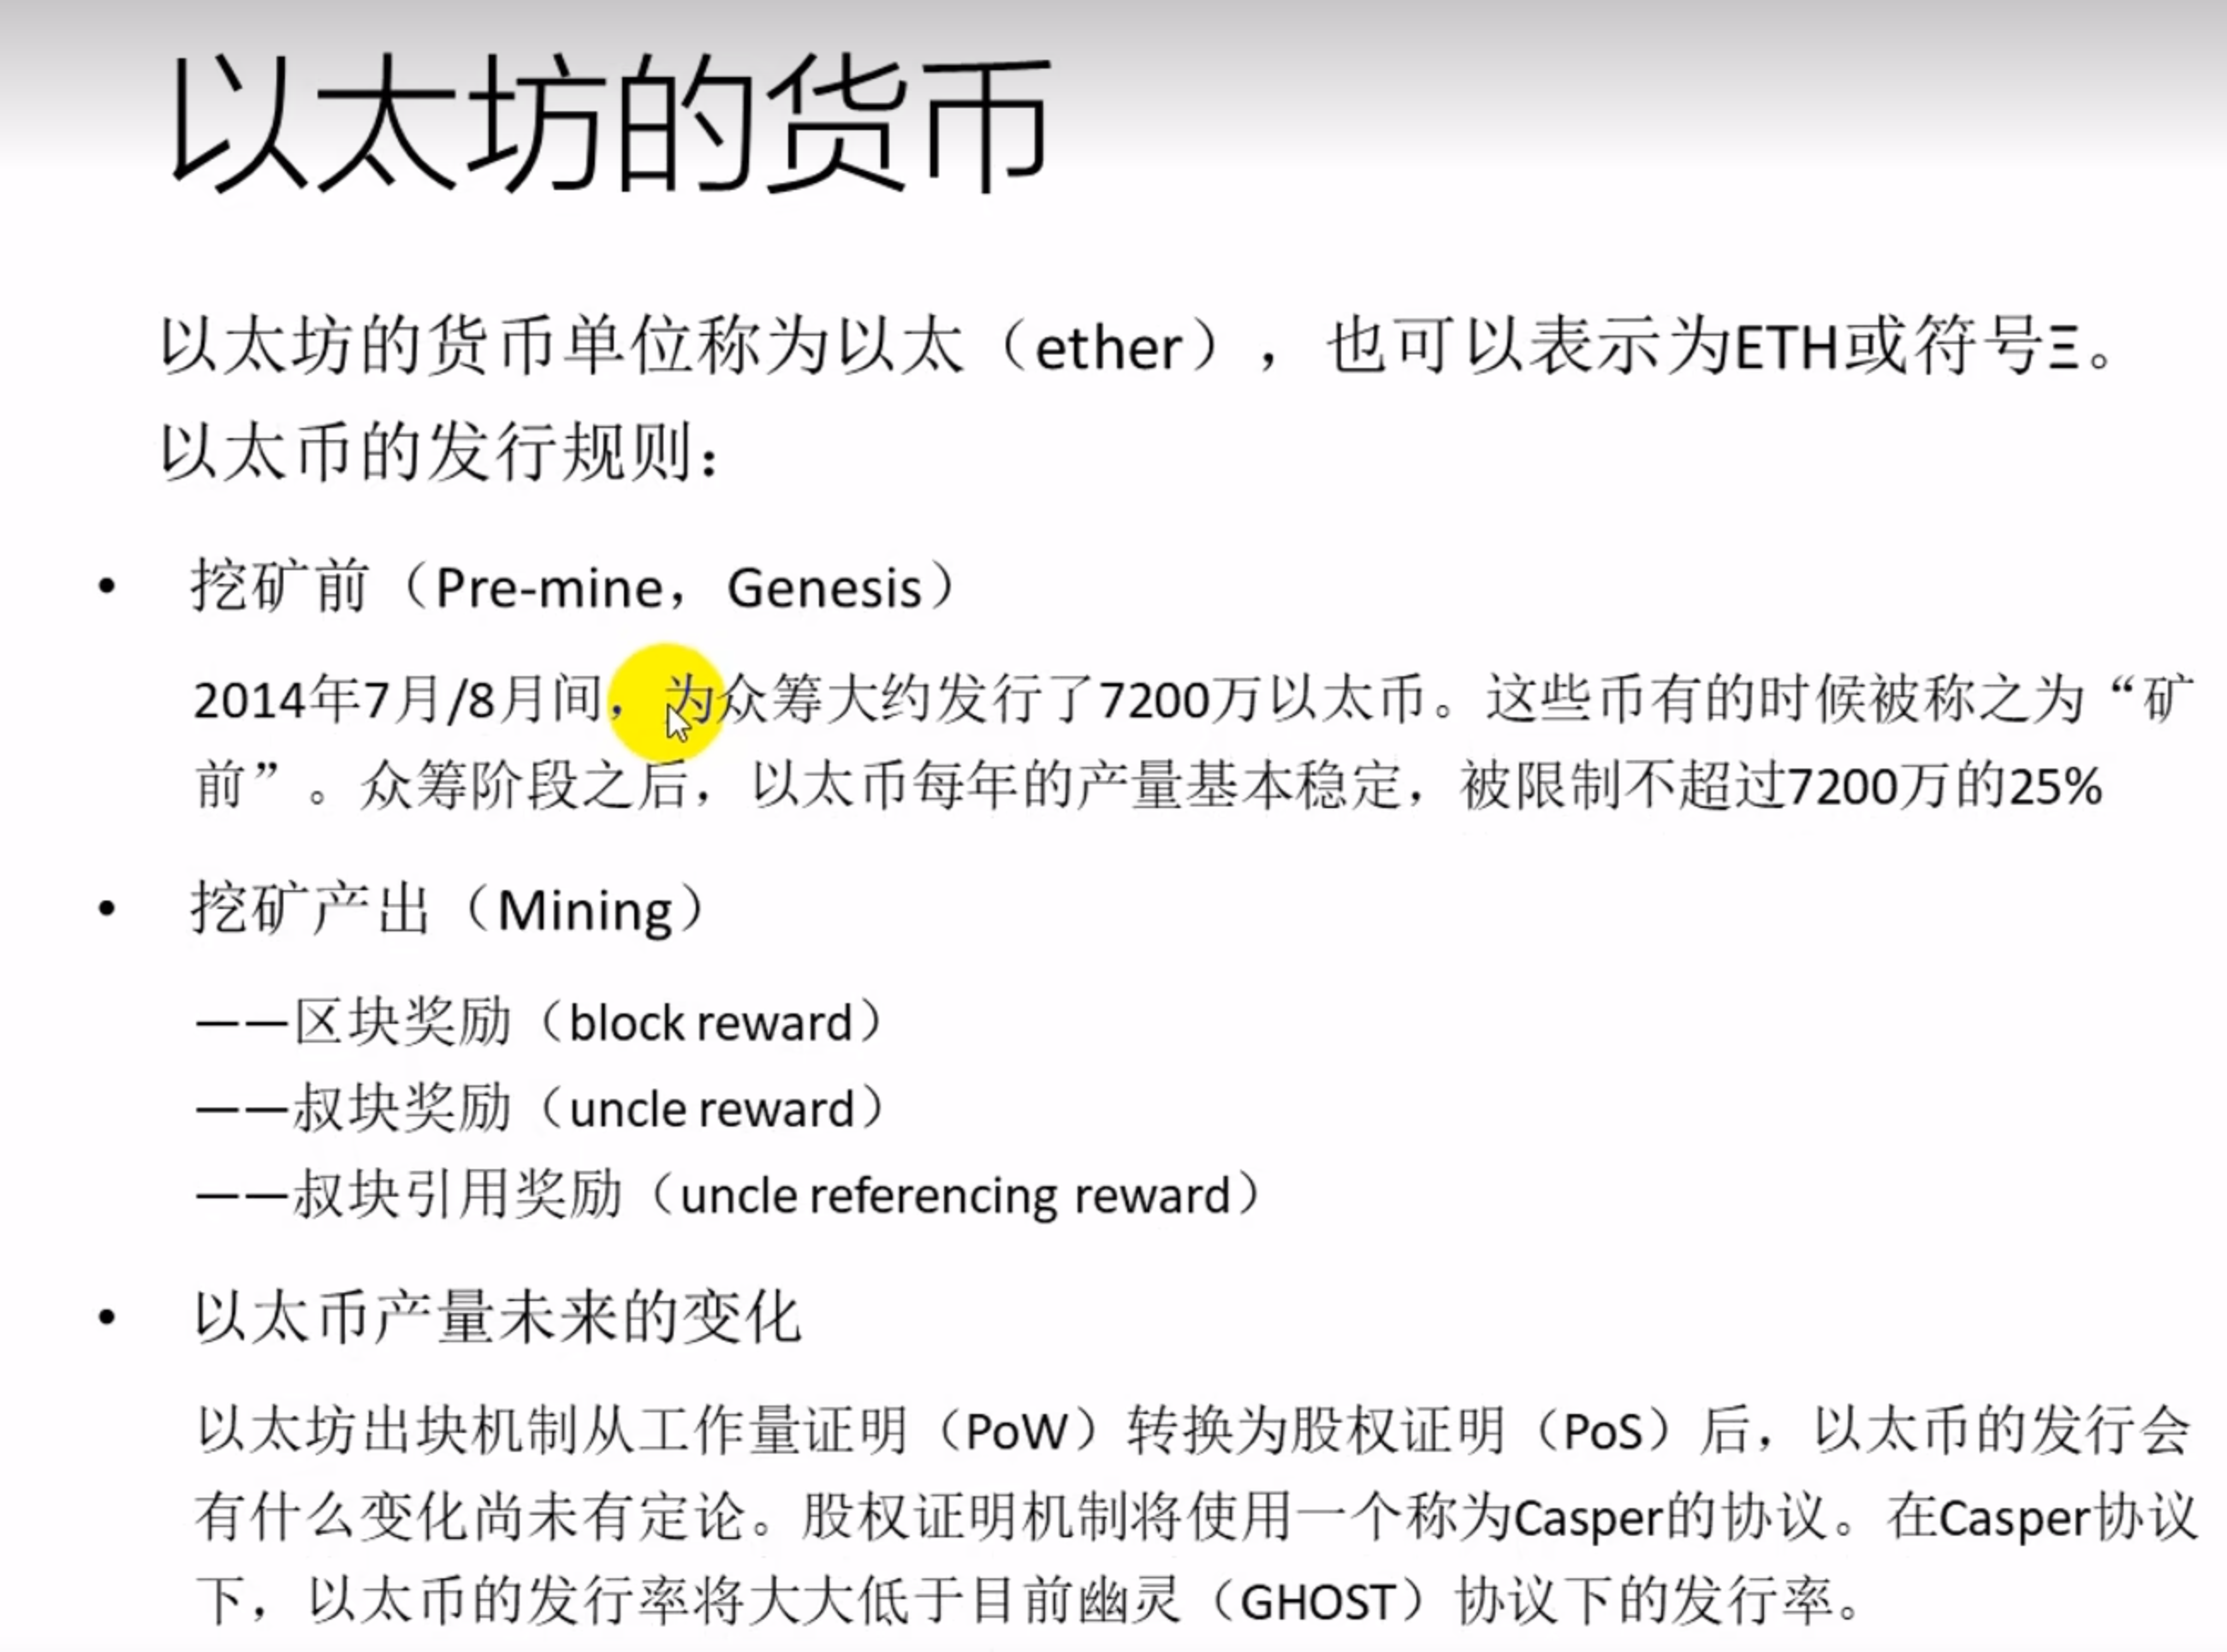 以太坊的货币
以太坊的货币单位称为以太（ether），也可以表示为ETH或符号Ξ。
以太币的发行规则：
• 挖矿前（Pre-mine，Genesis）
2014年7月/8月间，为众筹大约发行了7200万以太币。这些币有的时候被称之为“矿
前”。众筹阶段之后，以太币每年的产量基本稳定，被限制不超过7200万的25%
• 挖矿产出（Mining）
——区块奖励（block reward）
——叔块奖励（uncle reward）
——叔块引用奖励（uncle referencing reward）
• 以太币产量未来的变化
以太坊出块机制从工作量证明（PoW）转换为股权证明（PoS）后，以太币的发行会
有什么变化尚未有定论。股权证明机制将使用一个称为Casper的协议。在Casper协议
下，以太币的发行率将大大低于目前幽灵（GHOST）协议下的发行率。